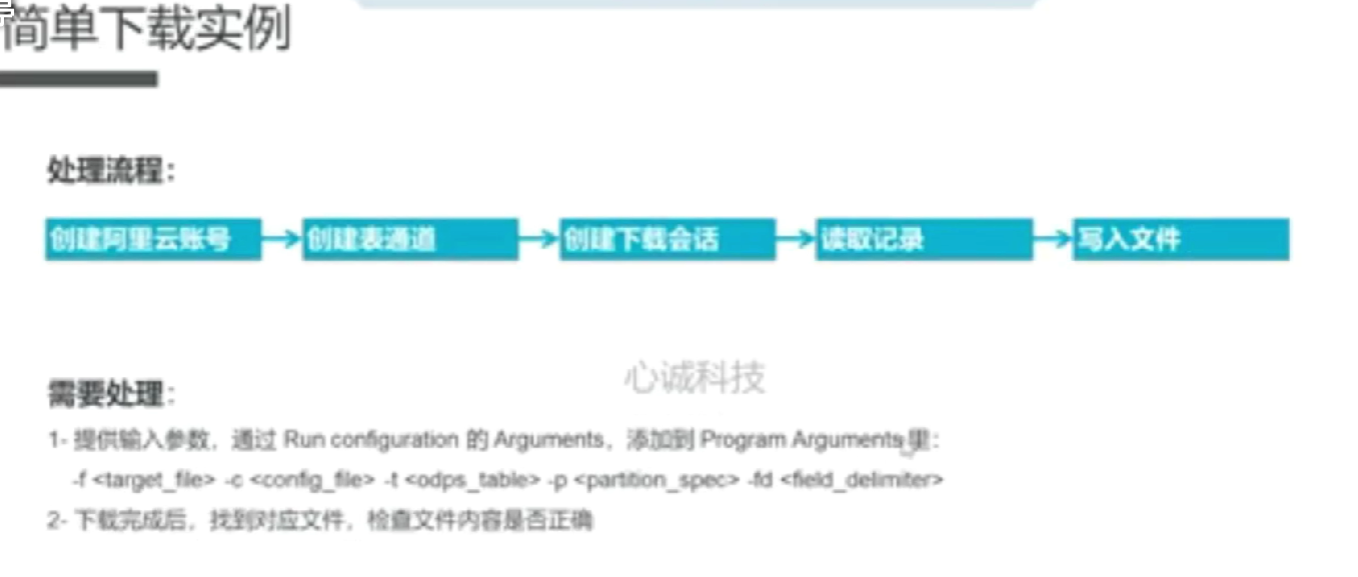 简单下载实例
处理流程：
创建阿里云账号
创建表通道
创建下载会话
读取记录
写入文件
心诚科技
需要处理：
1- 提供输入参数，通过 Run configuration 的 Arguments，添加到 Program Arguments 里：
-f <target_file> -c <config_file> -t <odps_table> -p <partition_spec> -fd <field_delimiter>
2- 下载完成后，找到对应文件，检查文件内容是否正确